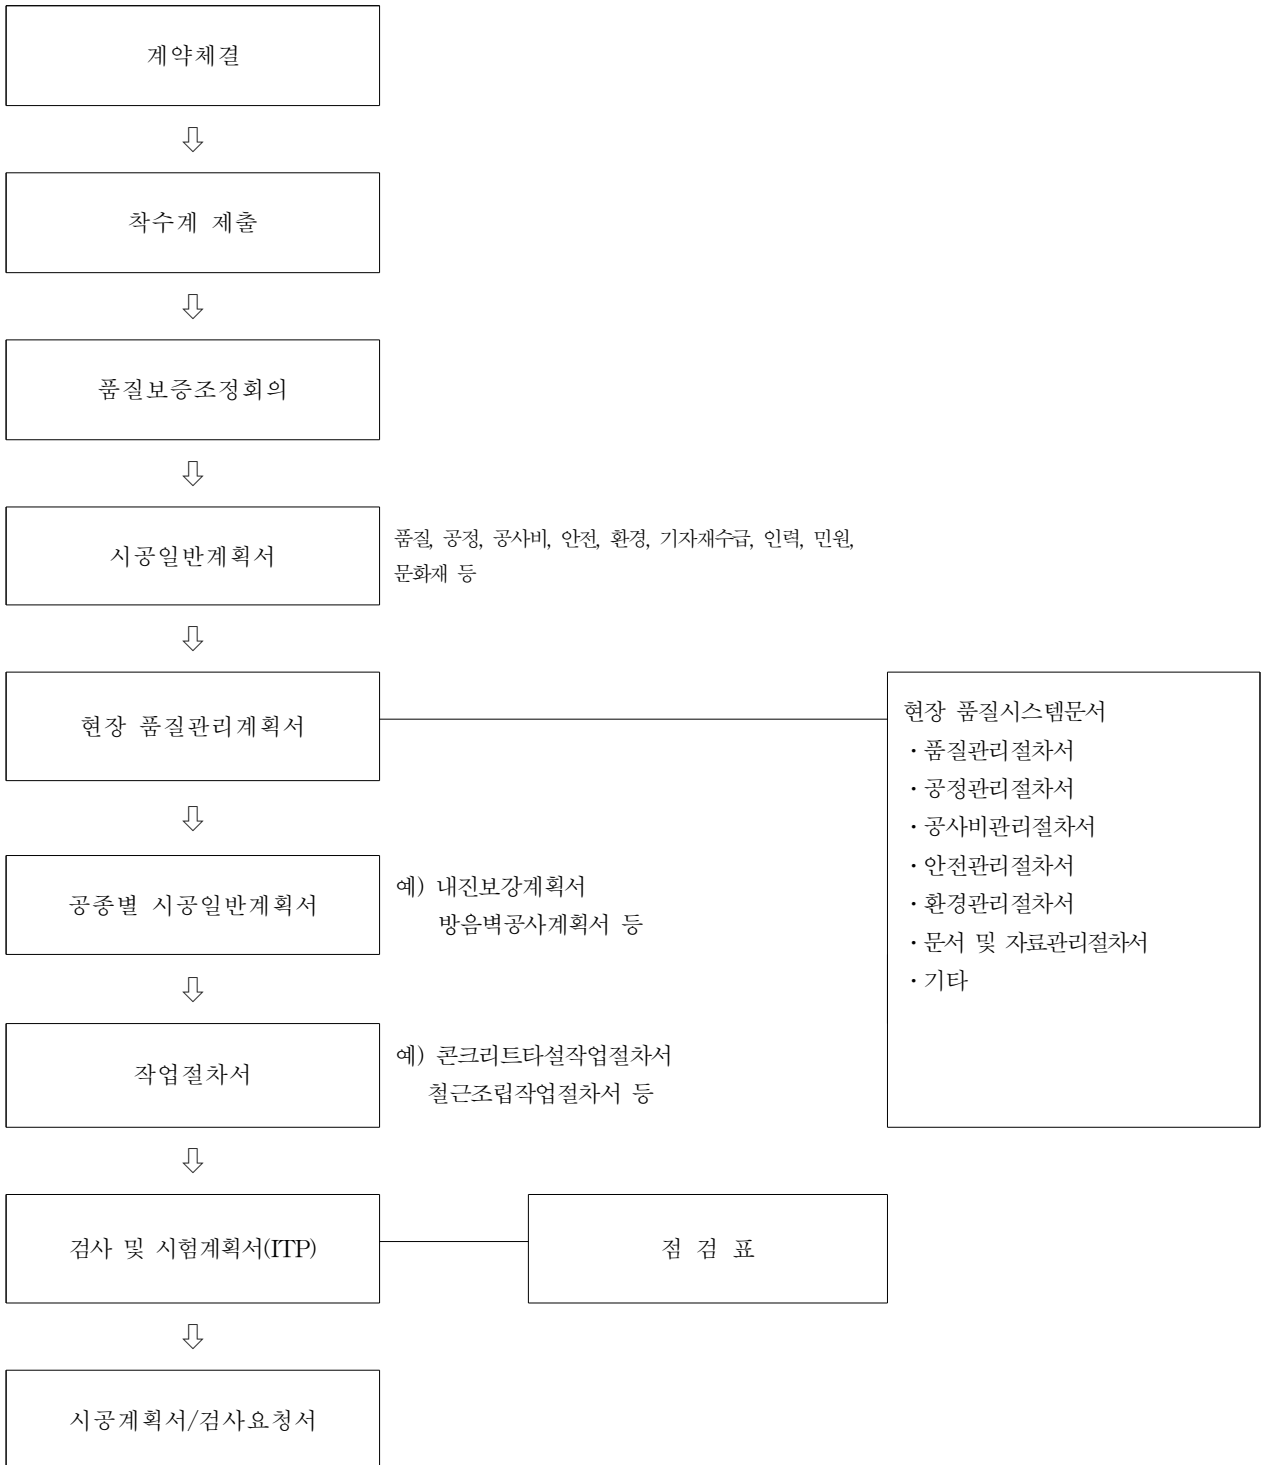 계약체결
착수계 제출
품질보증조정회의
시공일반계획서
품질, 공정, 공사비, 안전, 환경, 기자재수급, 인력, 민원,
문화재 등
현장 품질관리계획서
현장 품질시스템문서
·품질관리절차서
·공정관리절차서
·공사비관리절차서
·안전관리절차서
·환경관리절차서
·문서 및 자료관리절차서
·기타
공종별 시공일반계획서
예) 내진보강계획서
방음벽공사계획서 등
작업절차서
예) 콘크리트타설작업절차서
철근조립작업절차서 등
검사 및 시험계획서(ITP)
점 검 표
시공계획서/검사요청서